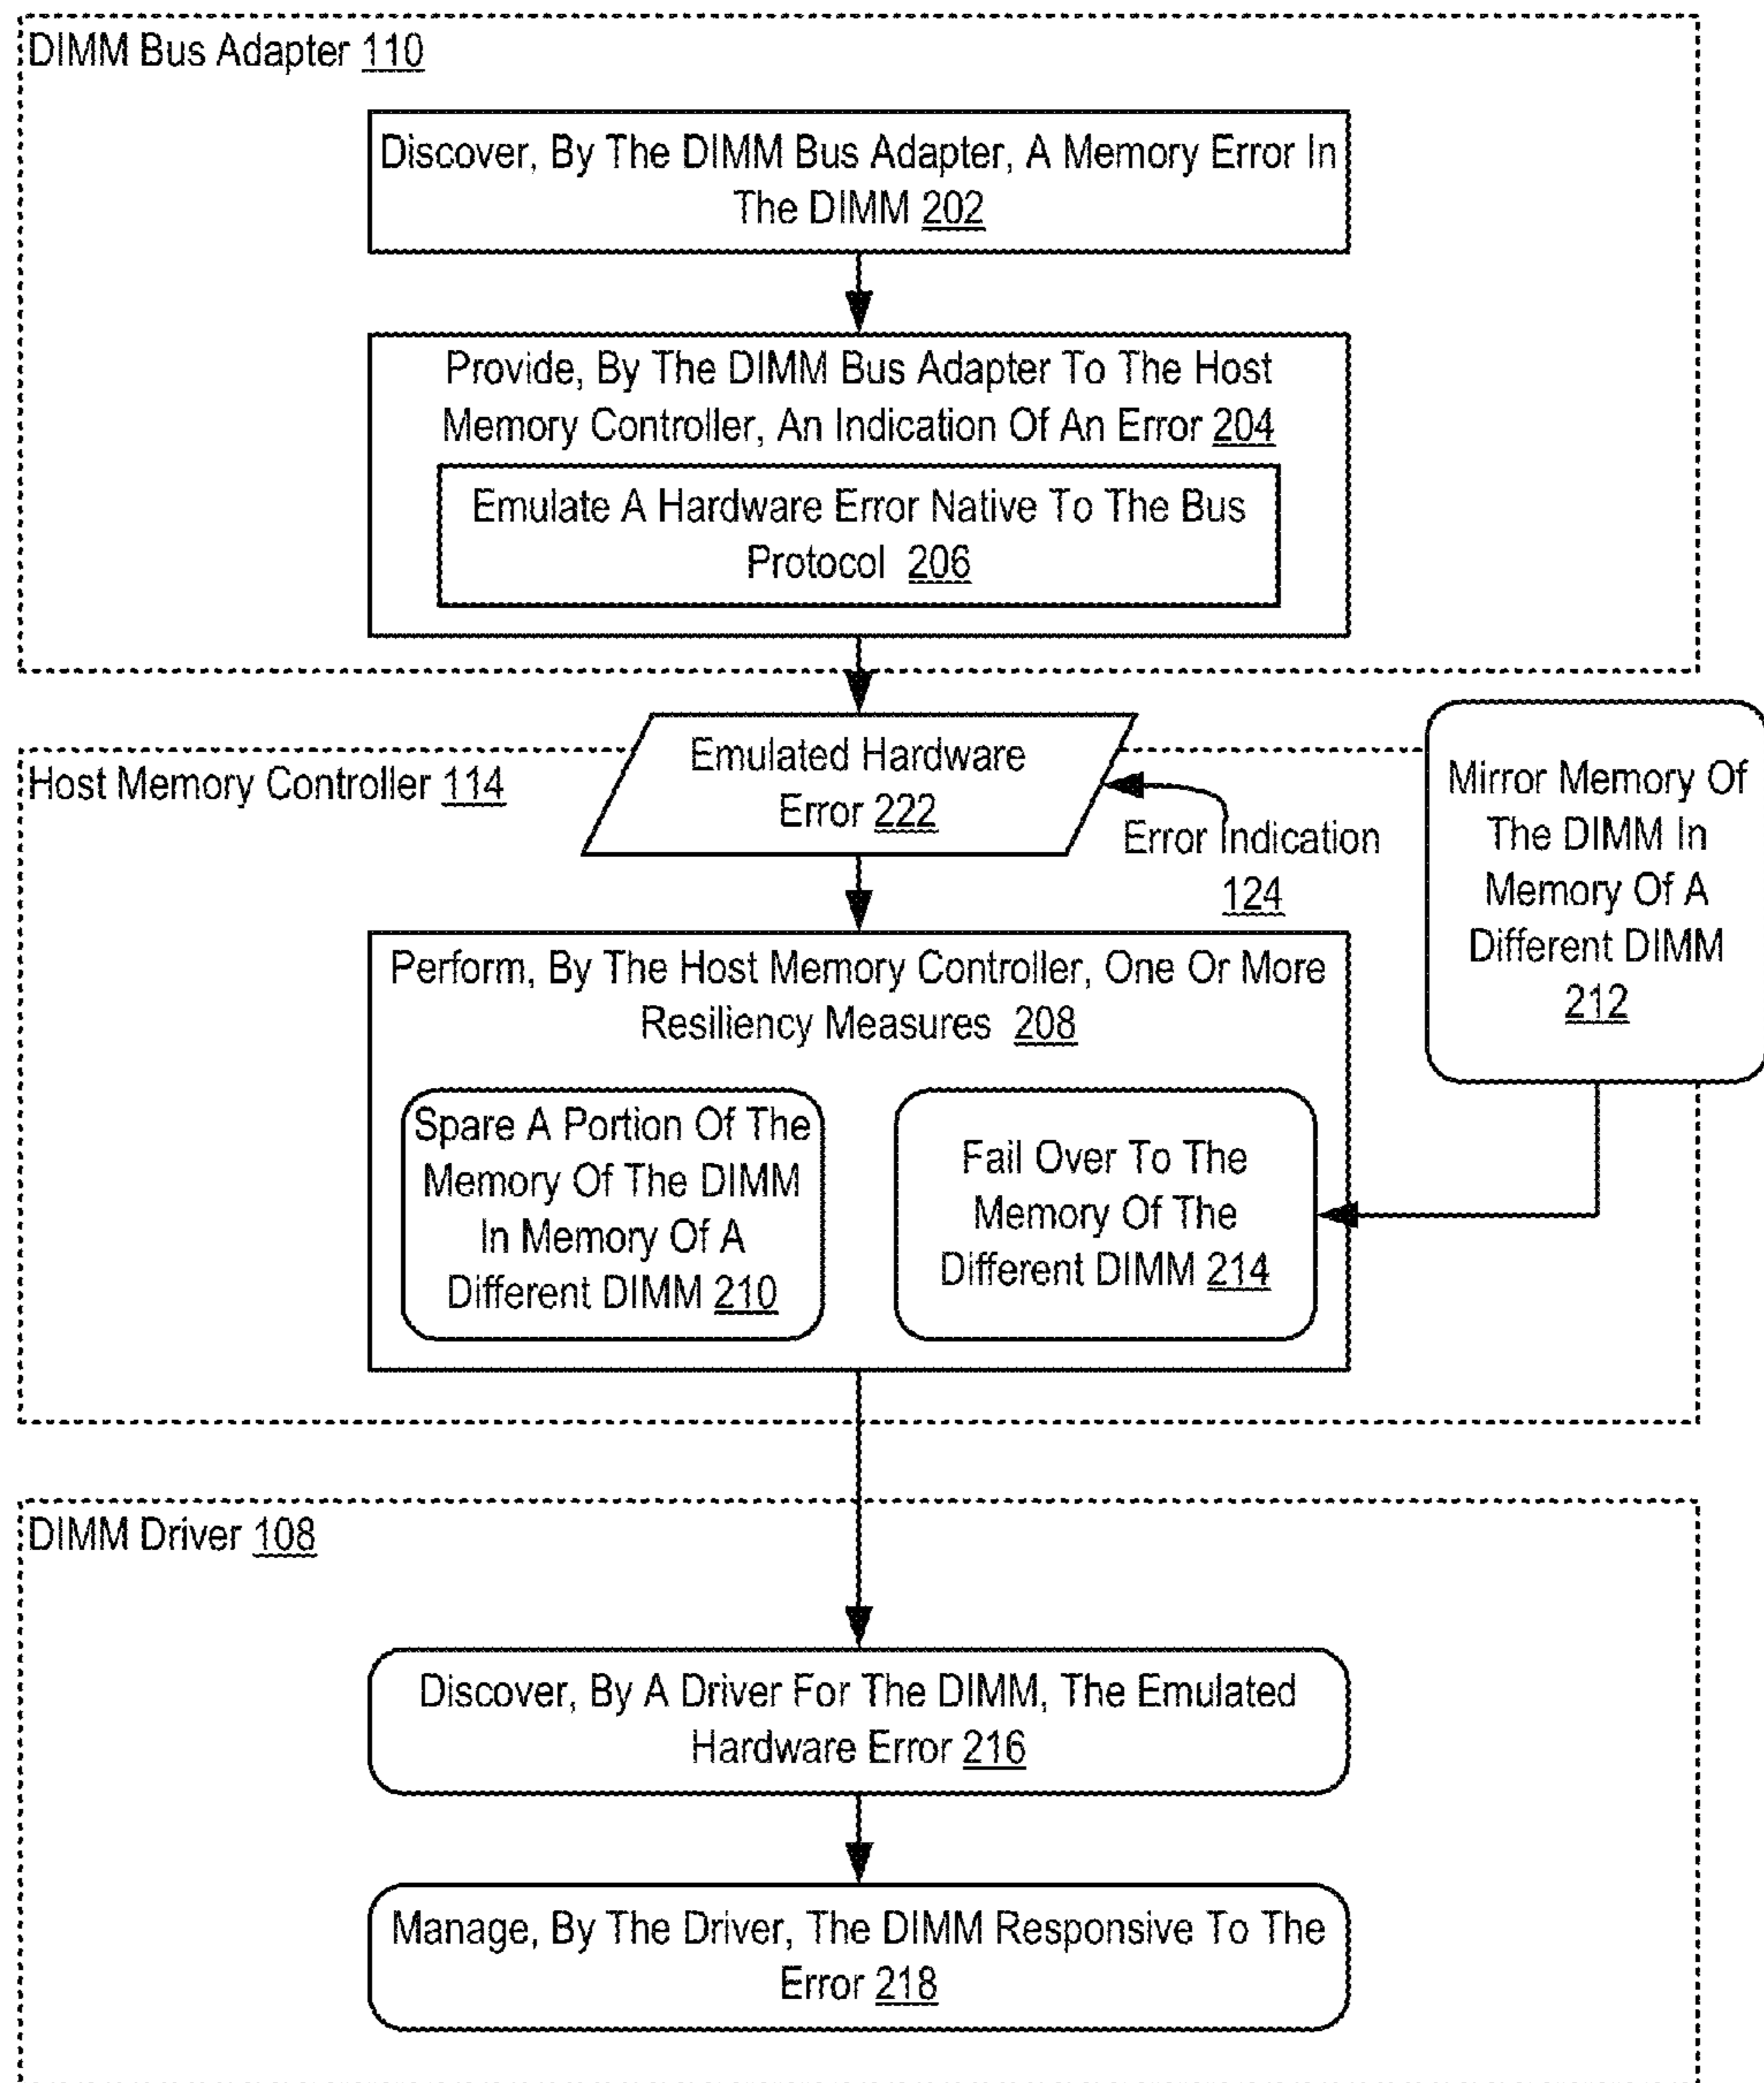 DIMM Bus Adapter 110
Discover, By The DIMM Bus Adapter, A Memory Error In
The DIMM 202
Provide, By The DIMM Bus Adapter To The Host
Memory Controller, An Indication Of An Error 204
Emulate A Hardware Error Native To The Bus
Protocol 206
Host Memory Controller 114
Emulated Hardware
Error 222
Error Indication
124
Mirror Memory Of
The DIMM In
Memory Of A
Different DIMM
212
Perform, By The Host Memory Controller, One Or More
Resiliency Measures 208
Spare A Portion Of The
Memory Of The DIMM
In Memory Of A
Different DIMM 210
Fail Over To The
Memory Of The
Different DIMM 214
DIMM Driver 108
Discover, By A Driver For The DIMM, The Emulated
Hardware Error 216
Manage, By The Driver, The DIMM Responsive To The
Error 218